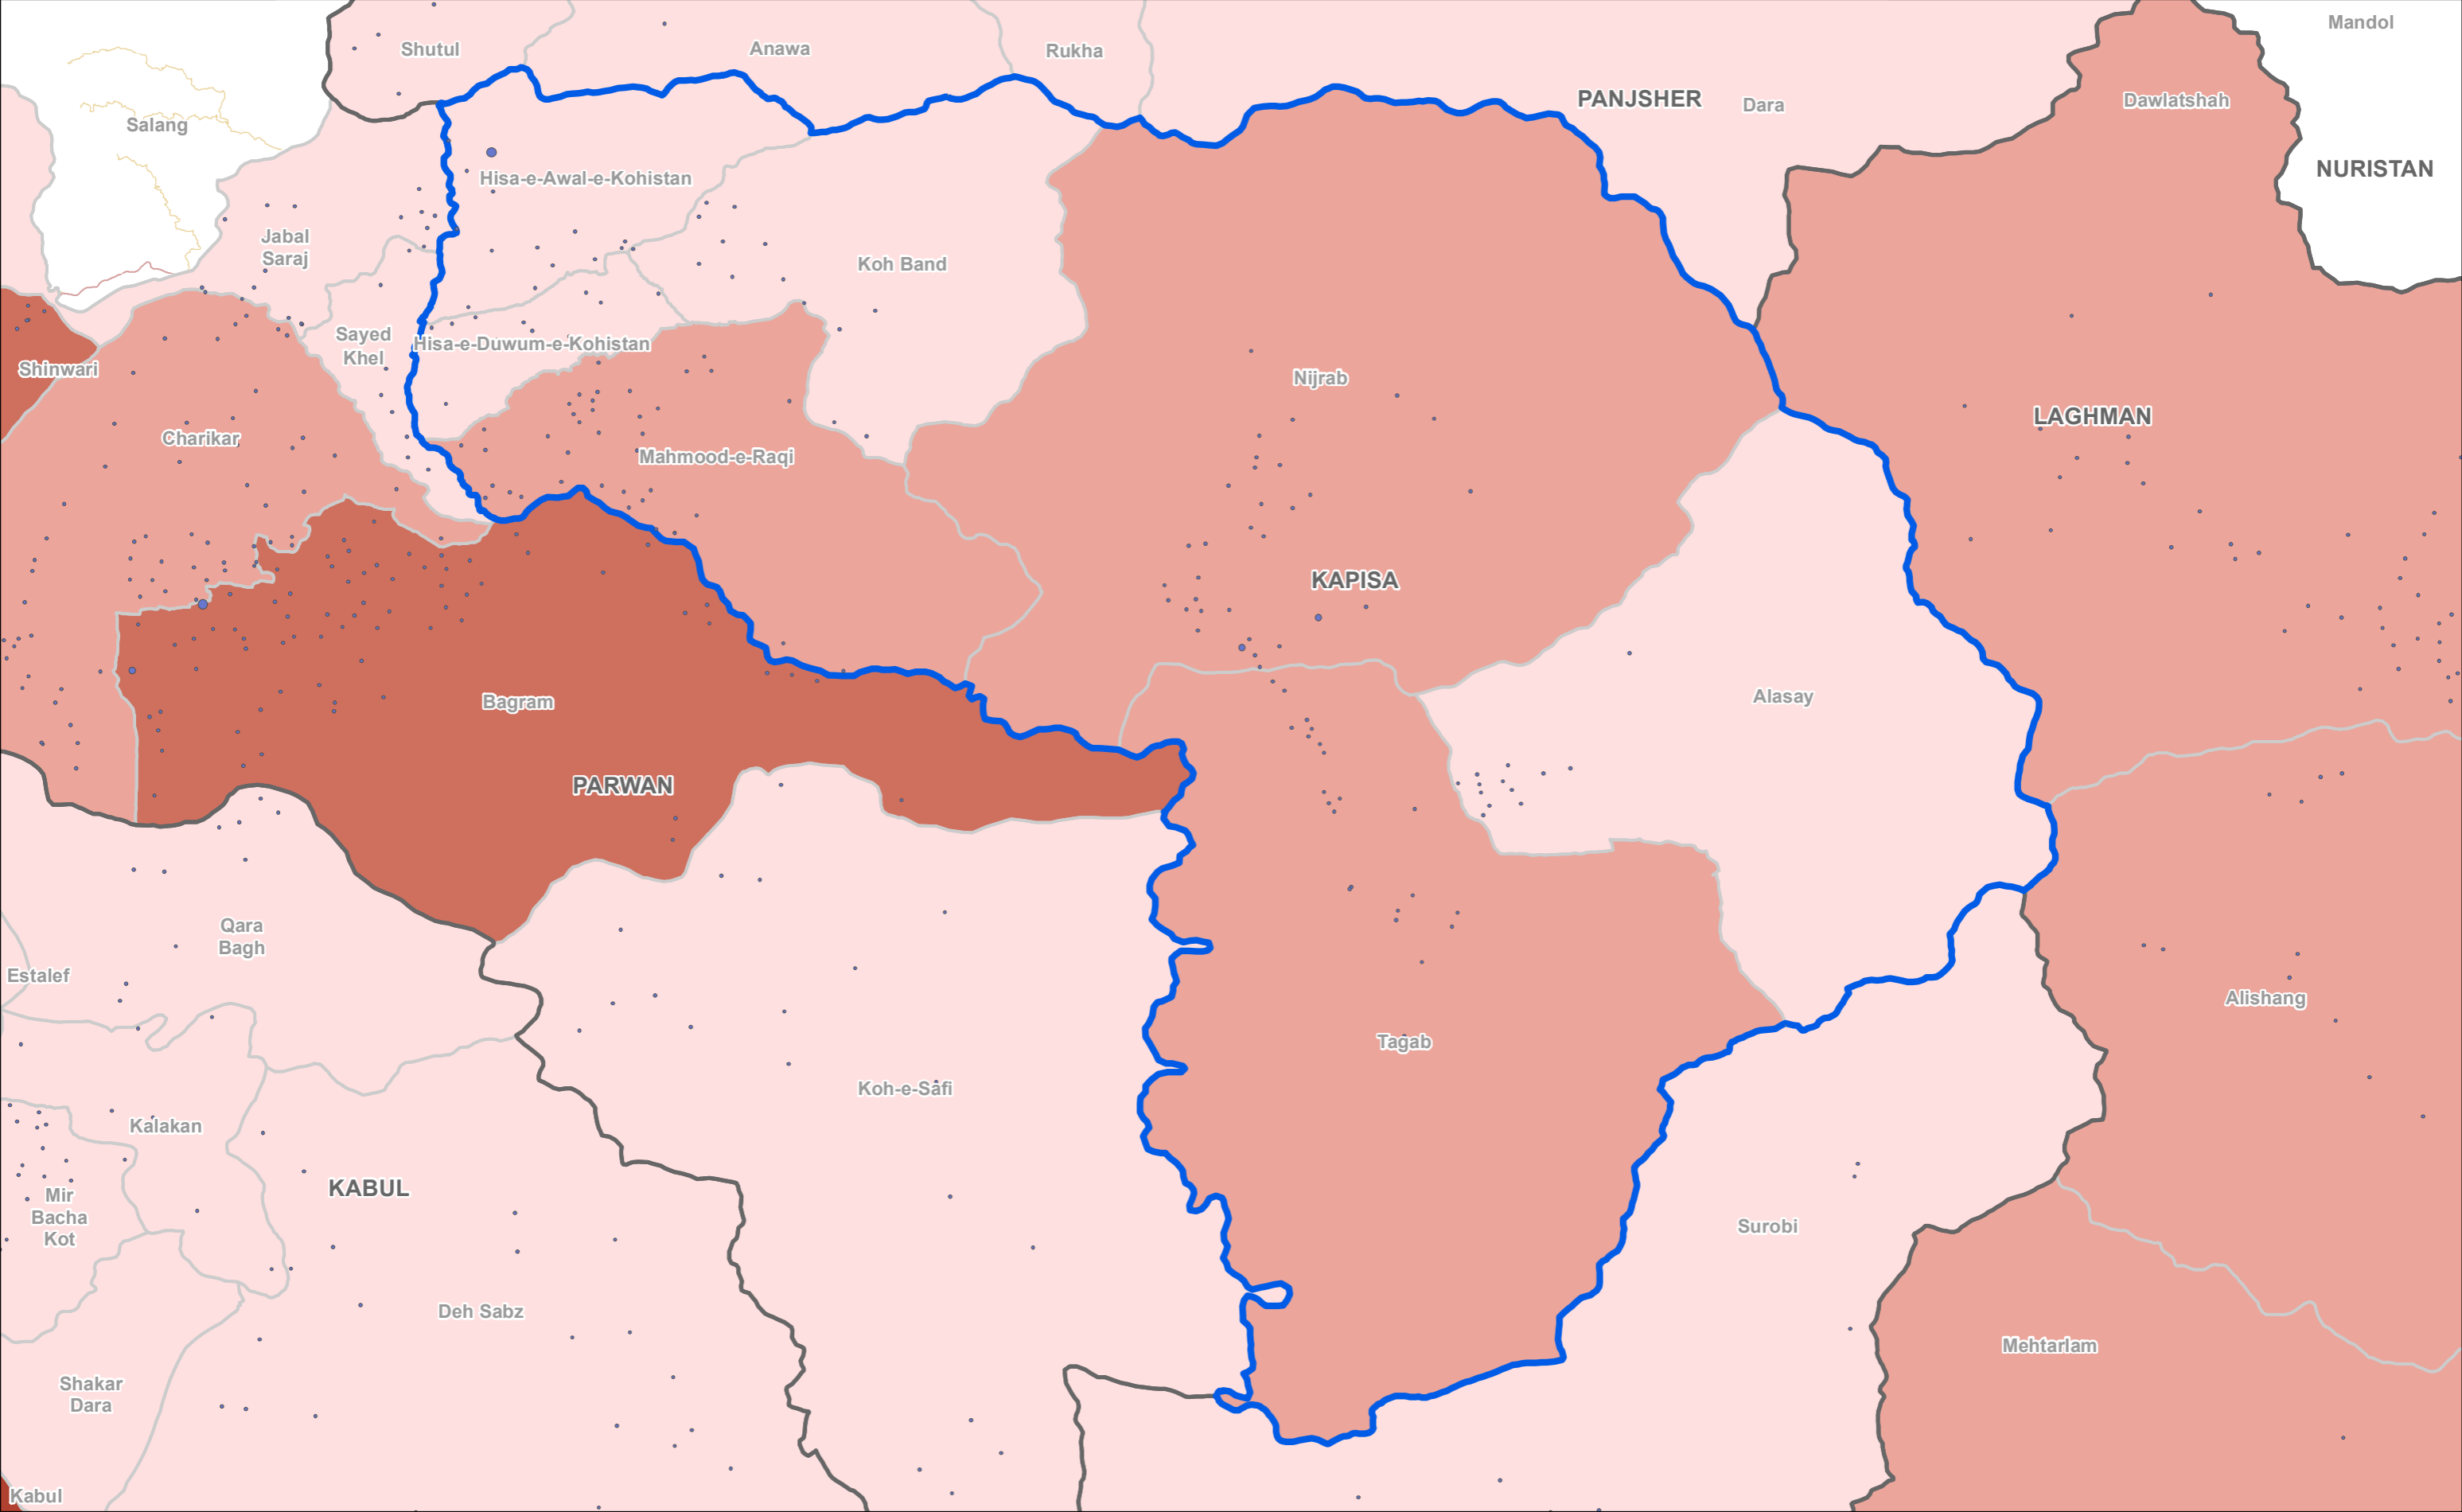 Mandol
Shutul
Anawa
Rukha
PANJSHER
Dara
Dawlatshah
Salang
NURISTAN
Hisa-e-Awal-e-Kohistan
Jabal
Saraj
Koh Band
Sayed
Khel
Hisa-e-Duwum-e-Kohistan
Shinwari
Nijrab
LAGHMAN
Charikar
Mahmood-e-Raqi
KAPISA
Bagram
Alasay
PARWAN
Qara
Bagh
Estalef
Alishang
Tagab
Koh-e-Safi
Kalakan
KABUL
Mir
Bacha
Kot
Surobi
Deh Sabz
Mehtarlam
Shakar
Dara
Kabul